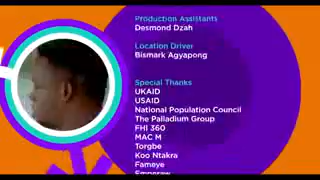 Production Assistants
Desmond Dzah
Location Driver
Bismark Agyapong
Special Thanks
UKAID
USAID
National Population Council
The Palladium Group
FHI 360
MAC M
Torgbe
Koo Ntakra
Fameye